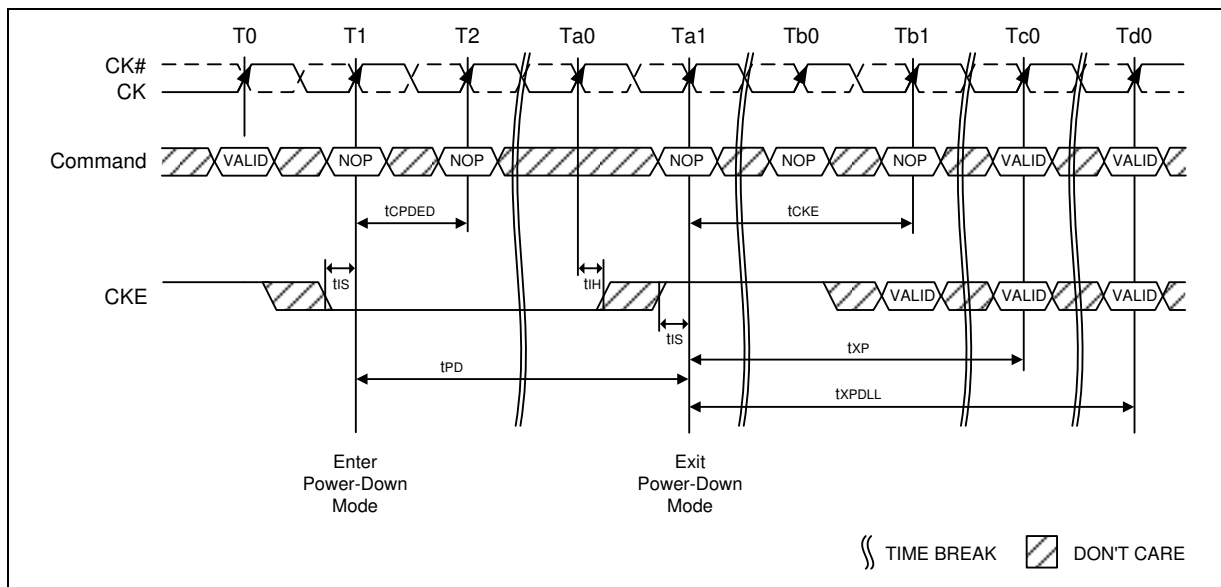 T0 T1 T2 Ta0 Ta1 Tb0 Tb1 Tc0 Td0
CK#
CK
Command VALID NOP NOP NOP NOP NOP VALID VALID
tCPDED tCKE
tIS tIH
CKE VALID VALID VALID
tIS
tXP
tPD
tXPDLL
Enter
Power-Down
Mode
Exit
Power-Down
Mode
TIME BREAK DON'T CARE